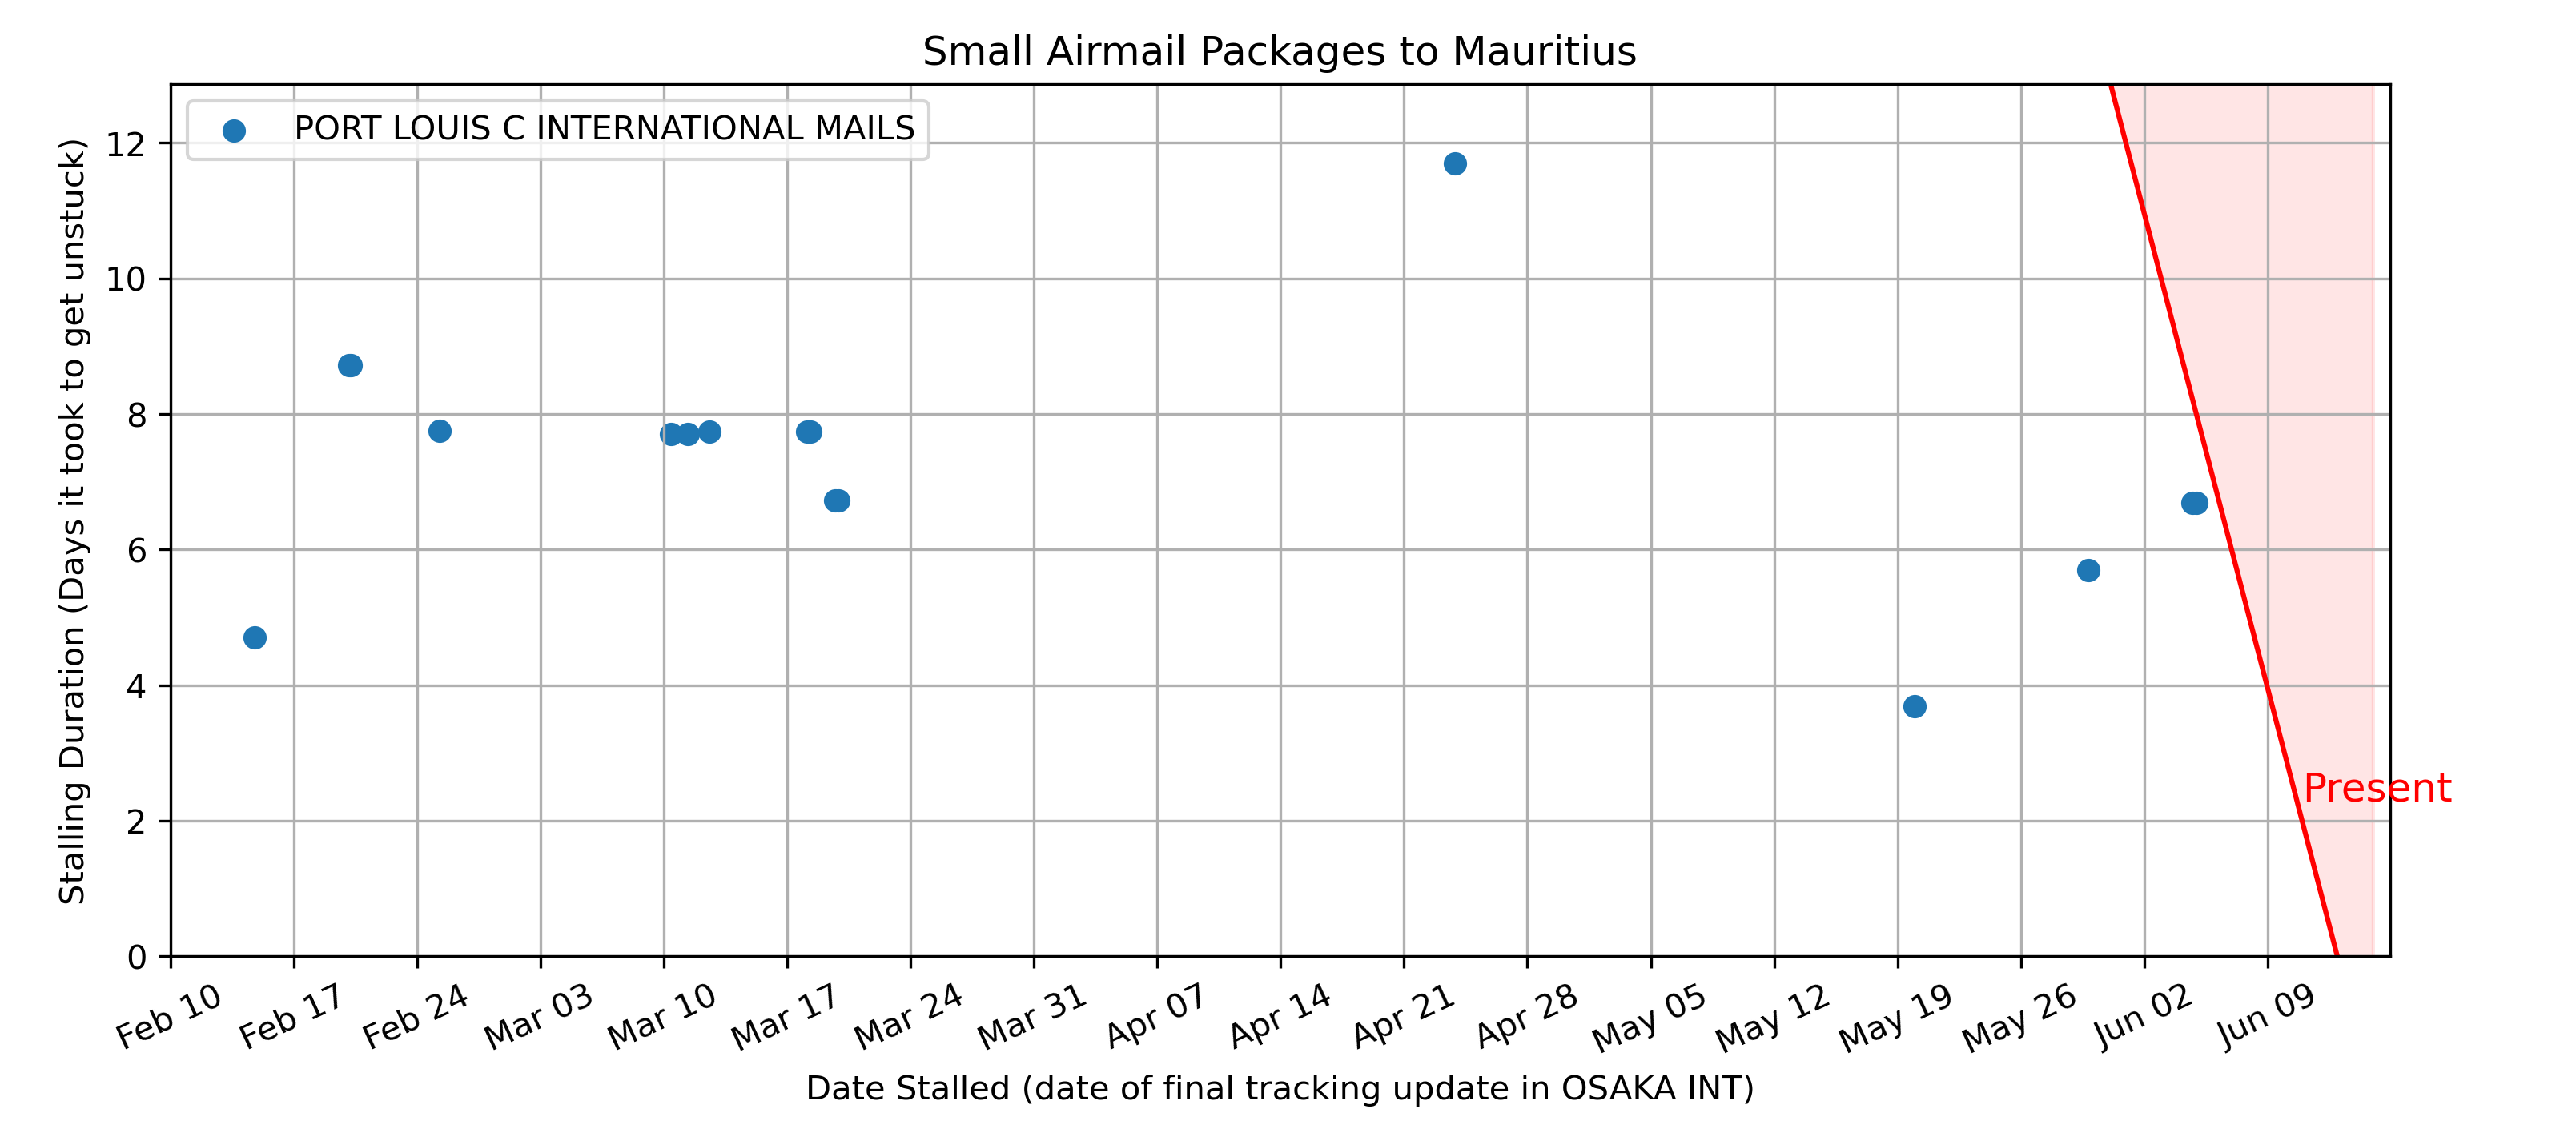 Small Airmail Packages to Mauritius
PORT LOUIS C INTERNATIONAL MAILS
Stalling Duration (Days it took to get unstuck)
12
10
8
6
4
2
0
Present
Feb 10
Feb 17
Feb 24
Mar 03
Mar 10
Mar 17
Mar 24
Mar 31
Apr 07
Apr 14
Apr 21
Apr 28
May 05
May 12
May 19
May 26
Jun 02
Jun 09
Date Stalled (date of final tracking update in OSAKA INT)